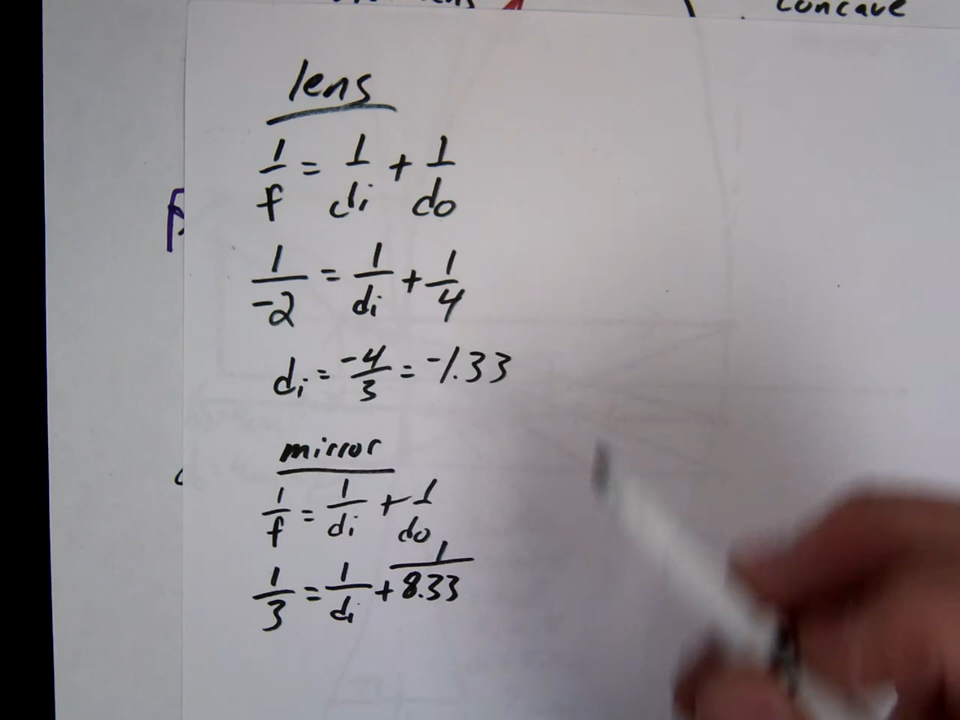 concave
lens
1/f = 1/di + 1/do
1/-2 = 1/di + 1/4
di = -4/3 = -1.33
mirror
1/f = 1/di + 1/do
1/3 = 1/di + 1/8.33